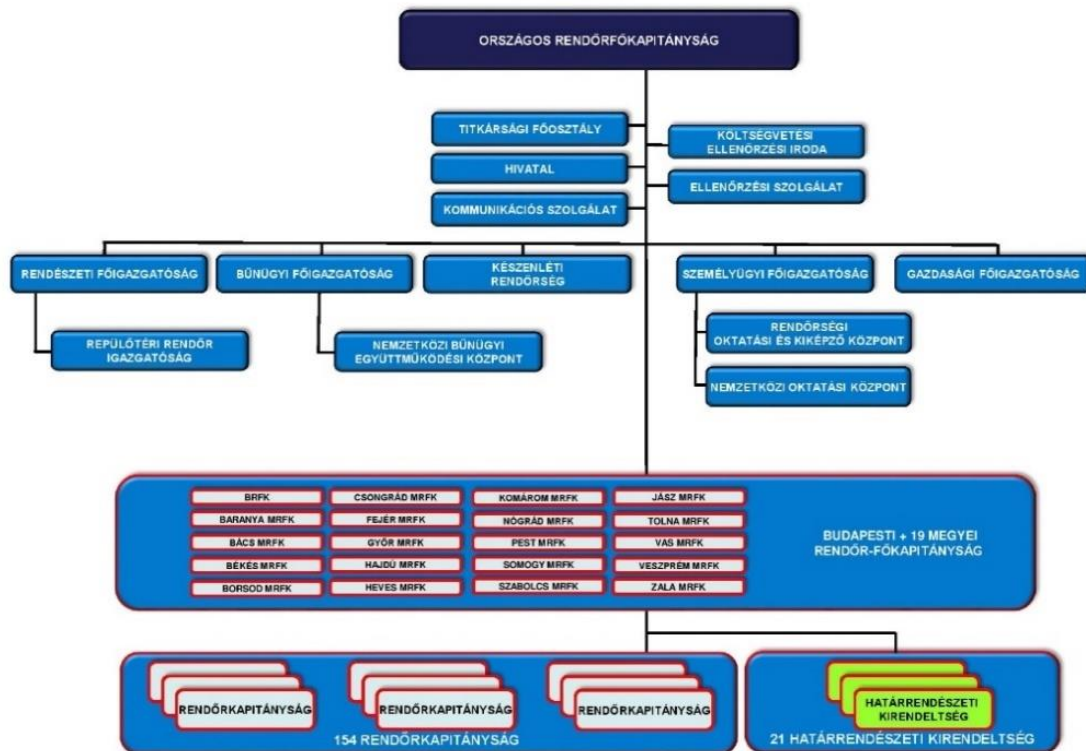 ORSZÁGOS RENDŐRFŐKAPITÁNYSÁG
TITKÁRSÁGI FŐOSZTÁLY
KÖLTSÉGVETÉSI
ELLENŐRZÉSI IRODA
HIVATAL
ELLENŐRZÉSI SZOLGÁLAT
KOMMUNIKÁCIÓS SZOLGÁLAT
RENDÉSZETI FŐIGAZGATÓSÁG
BŰNÜGYI FŐIGAZGATÓSÁG
KÉSZENLÉTI
RENDŐRSÉG
SZEMÉLYÜGYI FŐIGAZGATÓSÁG
GAZDASÁGI FŐIGAZGATÓSÁG
REPÜLŐTÉRI RENDŐR
IGAZGATÓSÁG
NEMZETKÖZI BŰNÜGYI
EGYÜTTMŰKÖDÉSI KÖZPONT
RENDŐRSÉGI
OKTATÁSI ÉS KIKÉPZŐ KÖZPONT
NEMZETKÖZI OKTATÁSI KÖZPONT
BRFK
CSONGRÁD MRFK
KOMÁROM MRFK
JÁSZ MRFK
BARANYA MRFK
FEJÉR MRFK
NÓGRÁD MRFK
TOLNA MRFK
BÁCS MRFK
GYŐR MRFK
PEST MRFK
VAS MRFK
BÉKÉS MRFK
HAJDÚ MRFK
SOMOGY MRFK
VESZPRÉM MRFK
BORSOD MRFK
HEVES MRFK
SZABOLCS MRFK
ZALA MRFK
BUDAPESTI + 19 MEGYEI
RENDŐR-FŐKAPITÁNYSÁG
RENDŐRKAPITÁNYSÁG
RENDŐRKAPITÁNYSÁG
RENDŐRKAPITÁNYSÁG
154 RENDŐRKAPITÁNYSÁG
HATÁRRENDÉSZETI
KIRENDELTSÉG
21 HATÁRRENDÉSZETI KIRENDELTSÉG